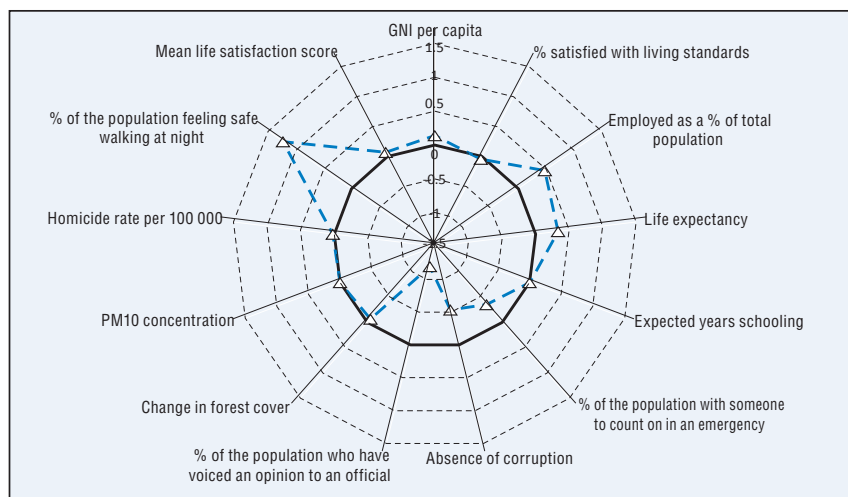 GNI per capita
1.5
1
0.5
0
-0.5
-1
Mean life satisfaction score
% satisfied with living standards
% of the population feeling safe
walking at night
Employed as a % of total
population
Homicide rate per 100 000
Life expectancy
PM10 concentration
Expected years schooling
Change in forest cover
% of the population with someone
to count on in an emergency
% of the population who have
voiced an opinion to an official
Absence of corruption